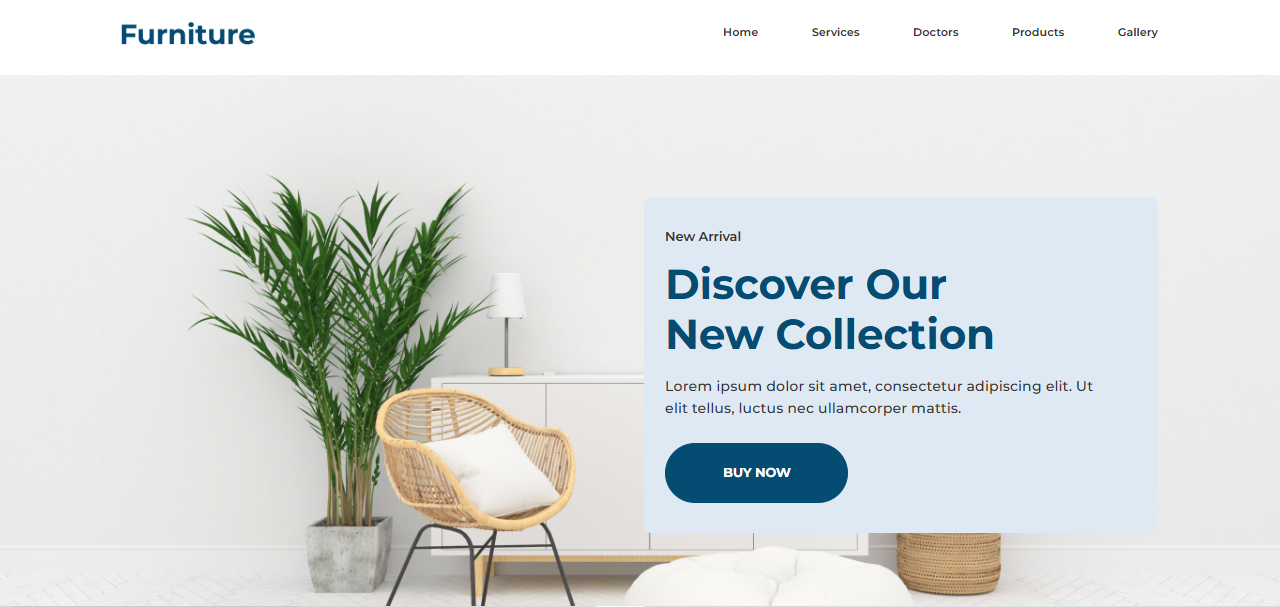 Furniture
Home Services Doctors Products Gallery
New Arrival
Discover Our
New Collection
Lorem ipsum dolor sit amet, consectetur adipiscing elit. Ut
elit tellus, luctus nec ullamcorper mattis.
BUY NOW